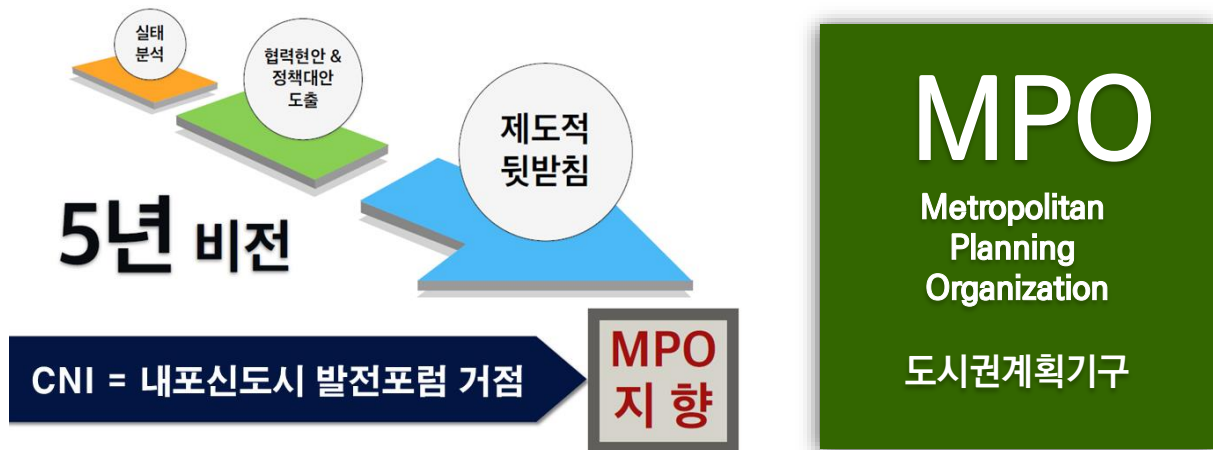 실태
분석
협력현안 &
정책대안
도출
제도적
뒷받침
5년 비전
CNI = 내포신도시 발전포럼 거점
MPO
지 향
MPO
Metropolitan
Planning
Organization
도시권계획기구